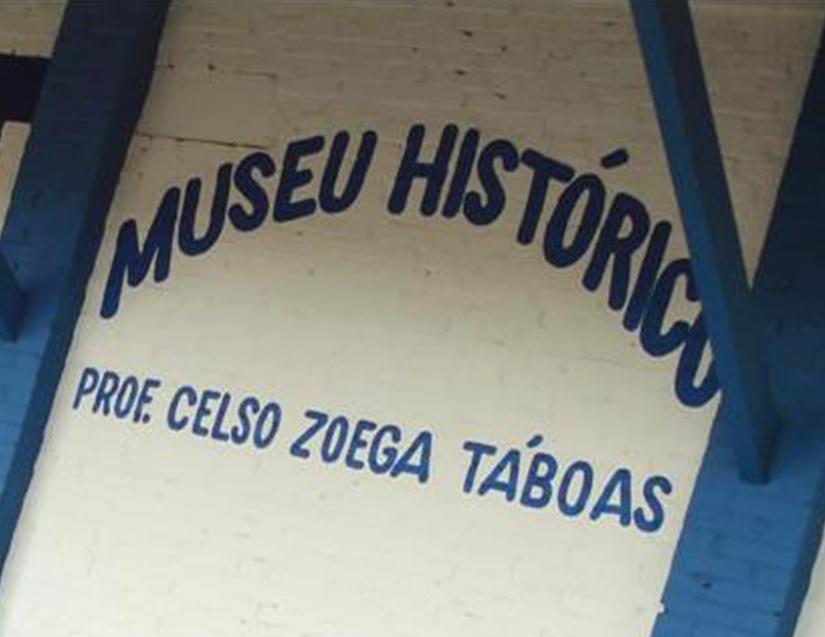 MUSEU HISTÓRICO
PROF. CELSO ZOEGA TÁBOAS